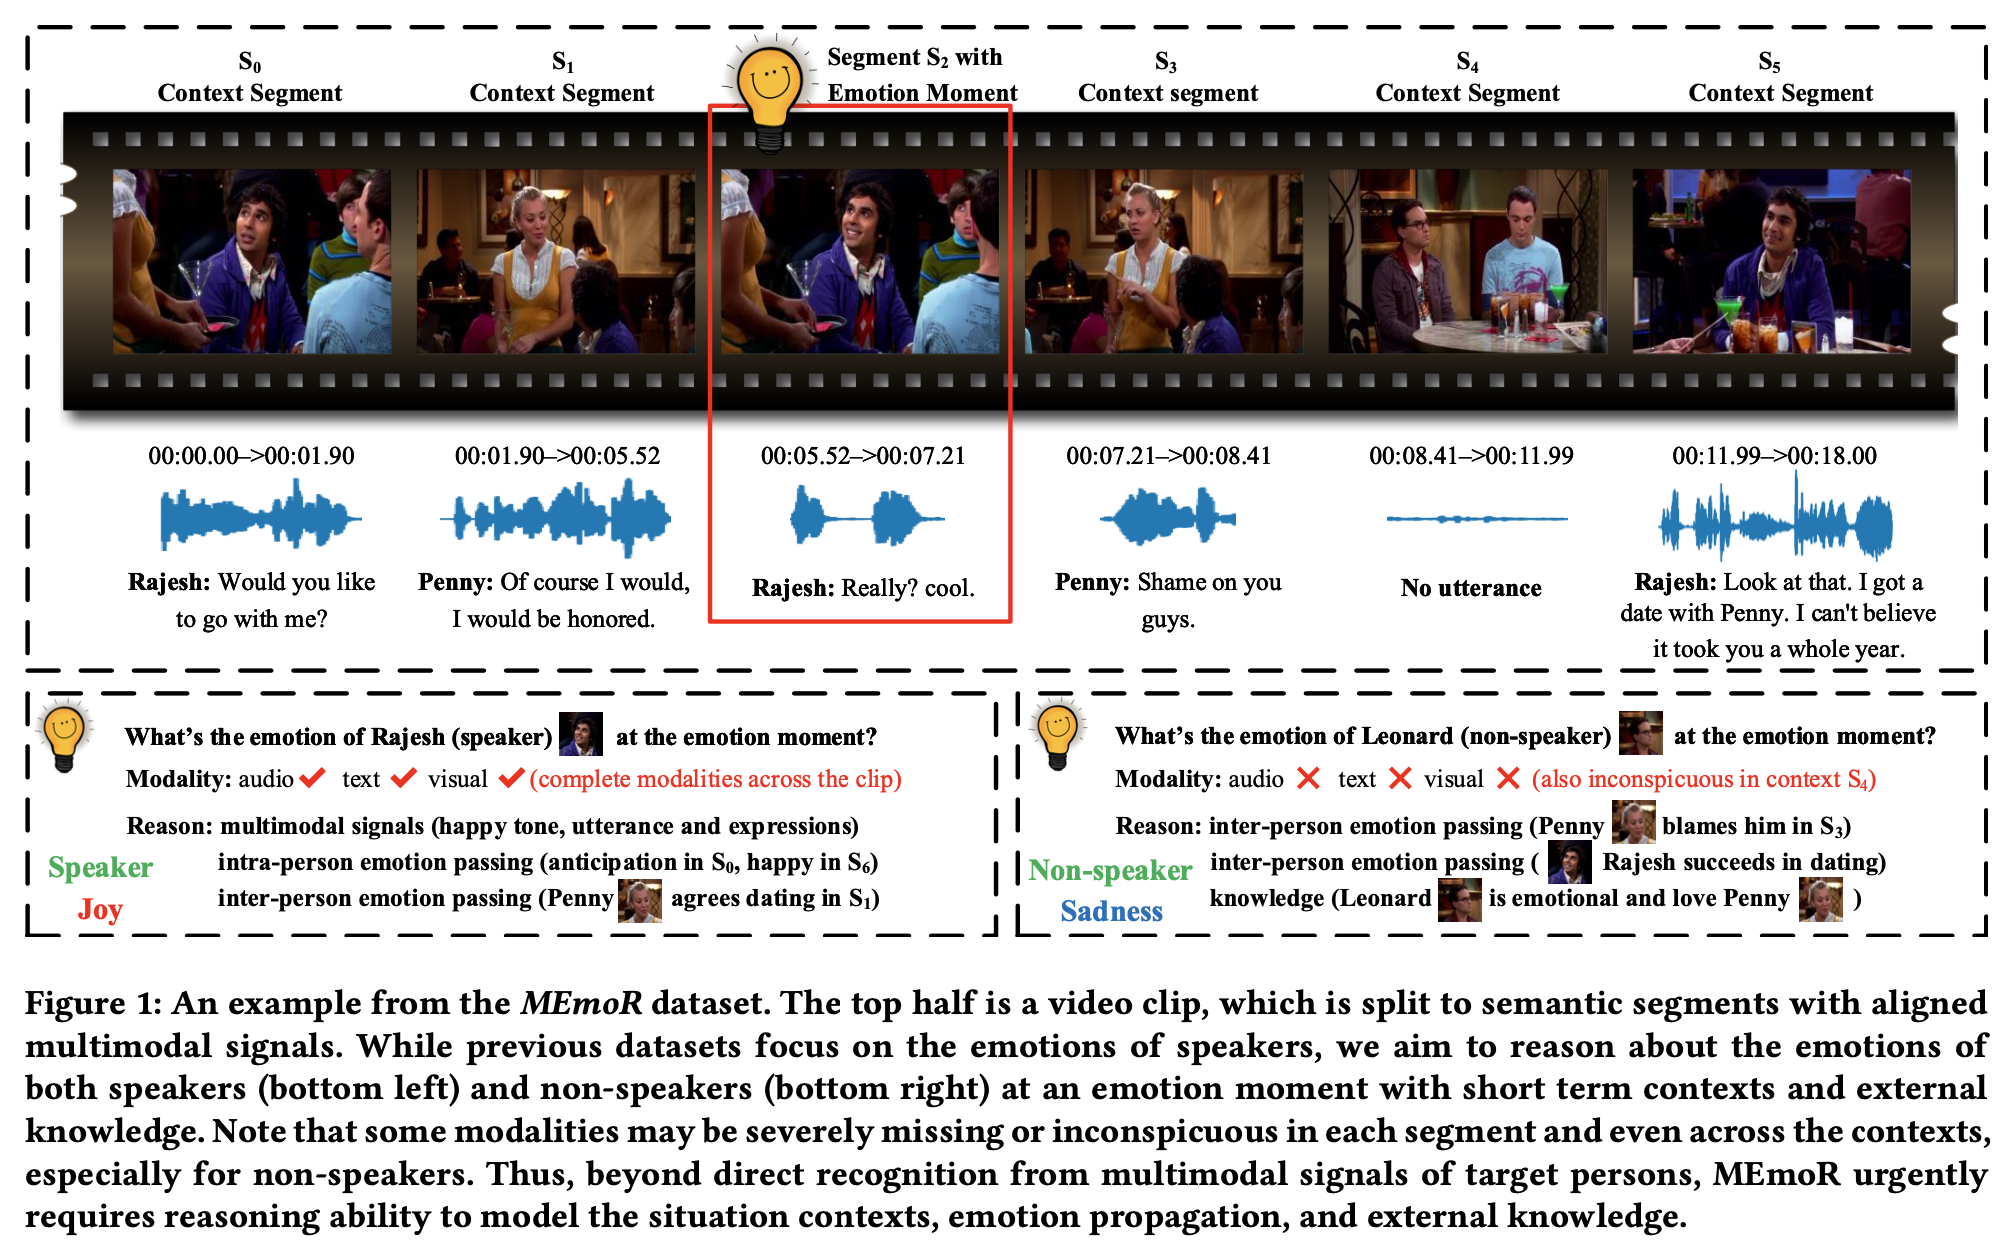 S₀
Context Segment
S₁
Context Segment
Segment S₂ with
Emotion Moment
S₃
Context segment
S₄
Context Segment
S₅
Context Segment
00:00.00–>00:01.90
00:01.90–>00:05.52
00:05.52–>00:07.21
00:07.21–>00:08.41
00:08.41–>00:11.99
00:11.99–>00:18.00
Rajesh: Would you like
to go with me?
Penny: Of course I would,
I would be honored.
Rajesh: Really? cool.
Penny: Shame on you
guys.
No utterance
Rajesh: Look at that. I got a
date with Penny. I can't believe
it took you a whole year.
What's the emotion of Rajesh (speaker) at the emotion moment?
Modality: audio ✓ text ✓ visual ✓ (complete modalities across the clip)
Reason: multimodal signals (happy tone, utterance and expressions)
intra-person emotion passing (anticipation in S₀, happy in S₆)
inter-person emotion passing (Penny agrees dating in S₁)
Speaker
Joy
What's the emotion of Leonard (non-speaker) at the emotion moment?
Modality: audio ✕ text ✕ visual ✕ (also inconspicuous in context S₄)
Reason: inter-person emotion passing (Penny blames him in S₃)
inter-person emotion passing ( Rajesh succeeds in dating)
knowledge (Leonard is emotional and love Penny )
Non-speaker
Sadness
Figure 1: An example from the MEmoR dataset. The top half is a video clip, which is split to semantic segments with aligned
multimodal signals. While previous datasets focus on the emotions of speakers, we aim to reason about the emotions of
both speakers (bottom left) and non-speakers (bottom right) at an emotion moment with short term contexts and external
knowledge. Note that some modalities may be severely missing or inconspicuous in each segment and even across the contexts,
especially for non-speakers. Thus, beyond direct recognition from multimodal signals of target persons, MEmoR urgently
requires reasoning ability to model the situation contexts, emotion propagation, and external knowledge.